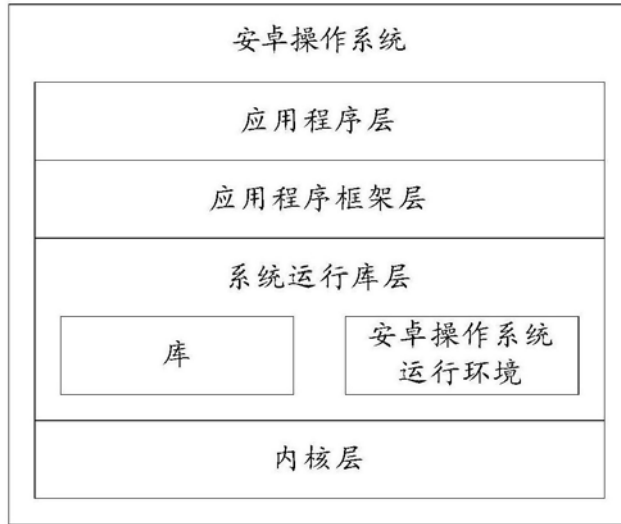 安卓操作系统
应用程序层
应用程序框架层
系统运行库层
库
安卓操作系统
运行环境
内核层